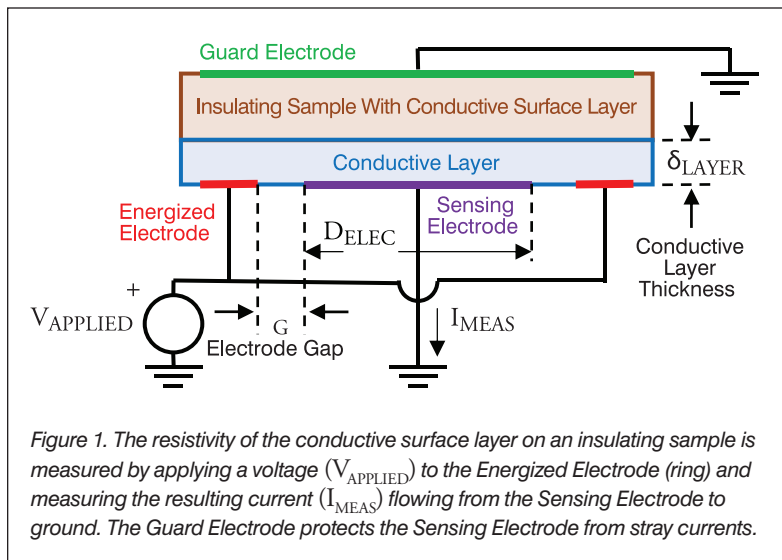 Guard Electrode
Insulating Sample With Conductive Surface Layer
Conductive Layer
δLAYER
Energized
Electrode
Sensing
Electrode
DELEC
Conductive
Layer
Thickness
+
VAPPLIED
G
Electrode Gap
IMEAS
Figure 1. The resistivity of the conductive surface layer on an insulating sample is
measured by applying a voltage (VAPPLIED) to the Energized Electrode (ring) and
measuring the resulting current (IMEAS) flowing from the Sensing Electrode to
ground. The Guard Electrode protects the Sensing Electrode from stray currents.